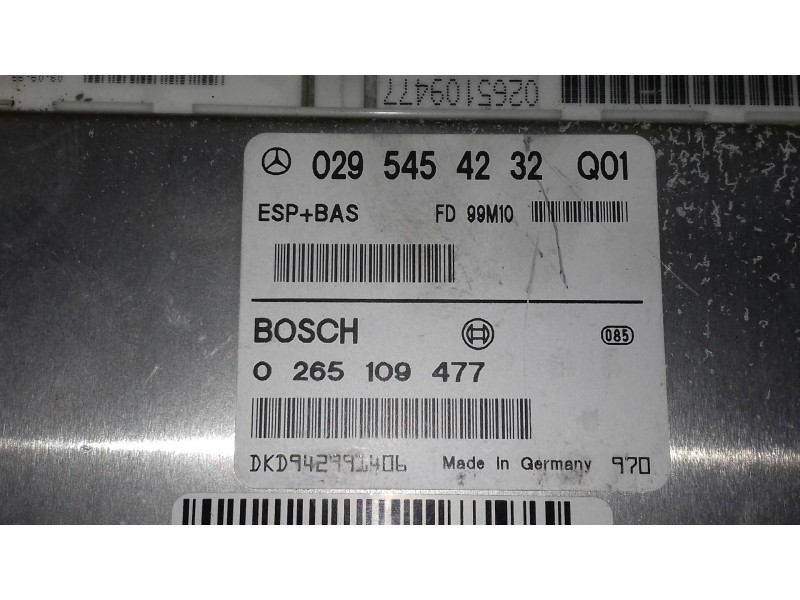 0265109477
029 545 42 32 Q01
ESP+BAS FD 99M10
BOSCH 085
0 265 109 477
DKD942991406 Made In Germany 970